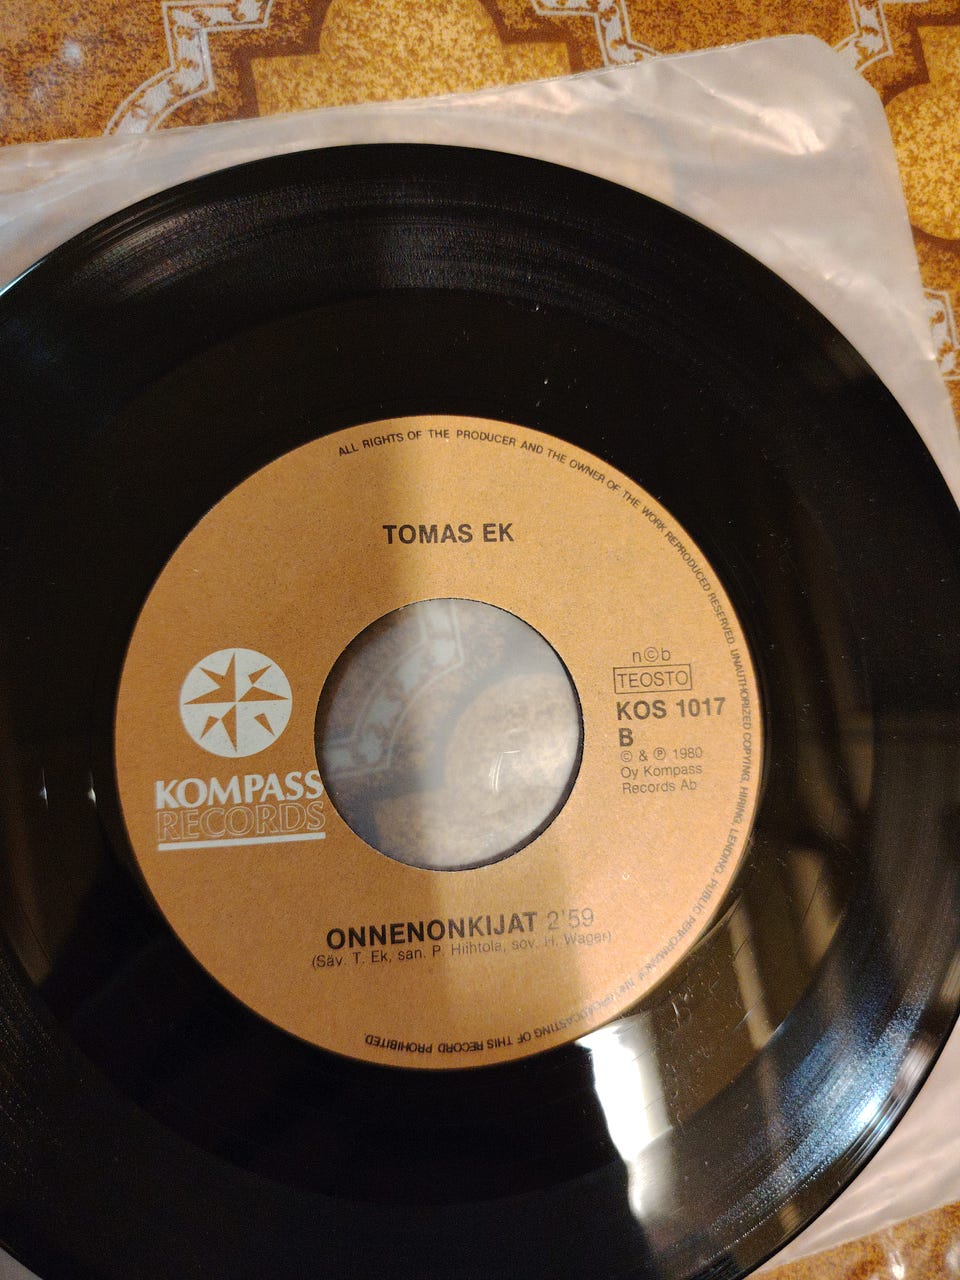 ALL RIGHTS OF THE PRODUCER AND THE OWNER OF THE WORK REPRODUCED RESERVED. UNAUTHORIZED COPYING, HIRING, LENDING, PUBLIC PERFORMANCE BROADCASTING OF THIS RECORD PROHIBITED.
TOMAS EK
n©b
TEOSTO
KOS 1017
B
© & ℗ 1980
Oy Kompass
Records Ab
KOMPASS
RECORDS
ONNENONKIJAT 2'59
(Säv. T. Ek, san. P. Hiihtola, sov. H. Wager)